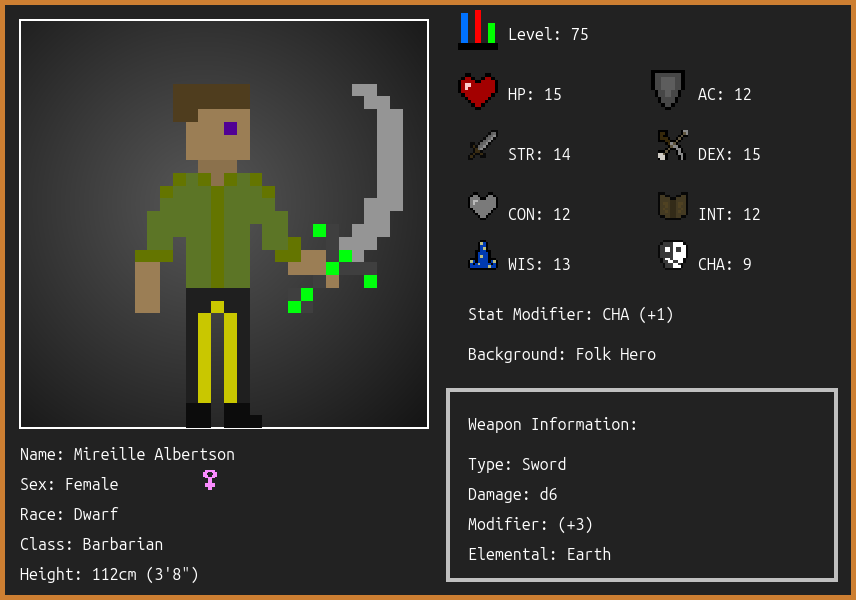 Level: 75
HP: 15
AC: 12
STR: 14
DEX: 15
CON: 12
INT: 12
WIS: 13
CHA: 9
Stat Modifier: CHA (+1)
Background: Folk Hero
Weapon Information:
Type: Sword
Damage: d6
Modifier: (+3)
Elemental: Earth
Name: Mireille Albertson
Sex: Female
Race: Dwarf
Class: Barbarian
Height: 112cm (3'8")